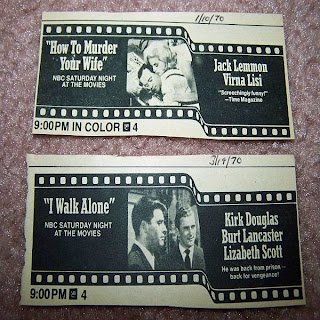 1/10/70
"How To Murder
Your Wife"
NBC SATURDAY NIGHT
AT THE MOVIES
Jack Lemmon
Virna Lisi
"Screechingly funny!"
—Time Magazine
9:00PM IN COLOR 4
3/14/70
"I Walk Alone"
NBC SATURDAY NIGHT
AT THE MOVIES
Kirk Douglas
Burt Lancaster
Lizabeth Scott
He was back from prison—
back for vengeance!
9:00PM 4